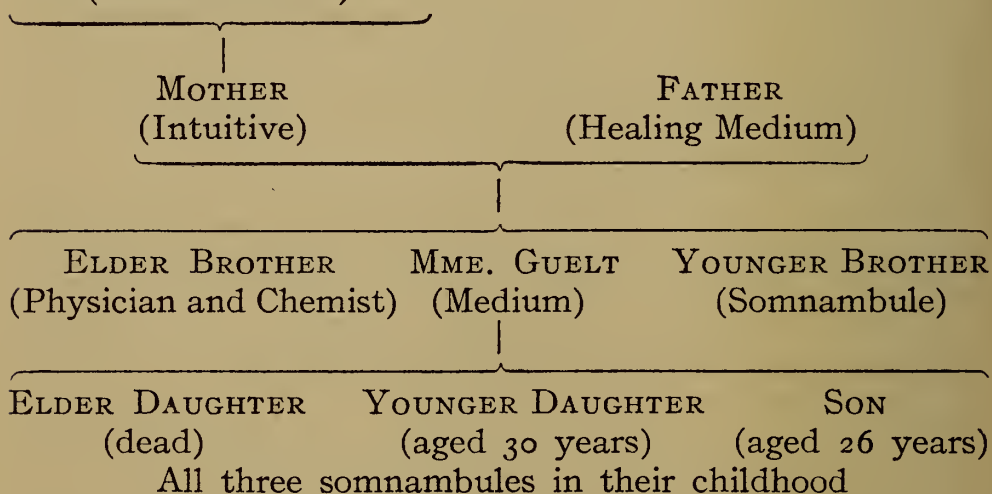 MOTHER FATHER
(Intuitive) (Healing Medium)
ELDER BROTHER MME. GUELT YOUNGER BROTHER
(Physician and Chemist) (Medium) (Somnambule)
ELDER DAUGHTER YOUNGER DAUGHTER SON
(dead) (aged 30 years) (aged 26 years)
All three somnambules in their childhood